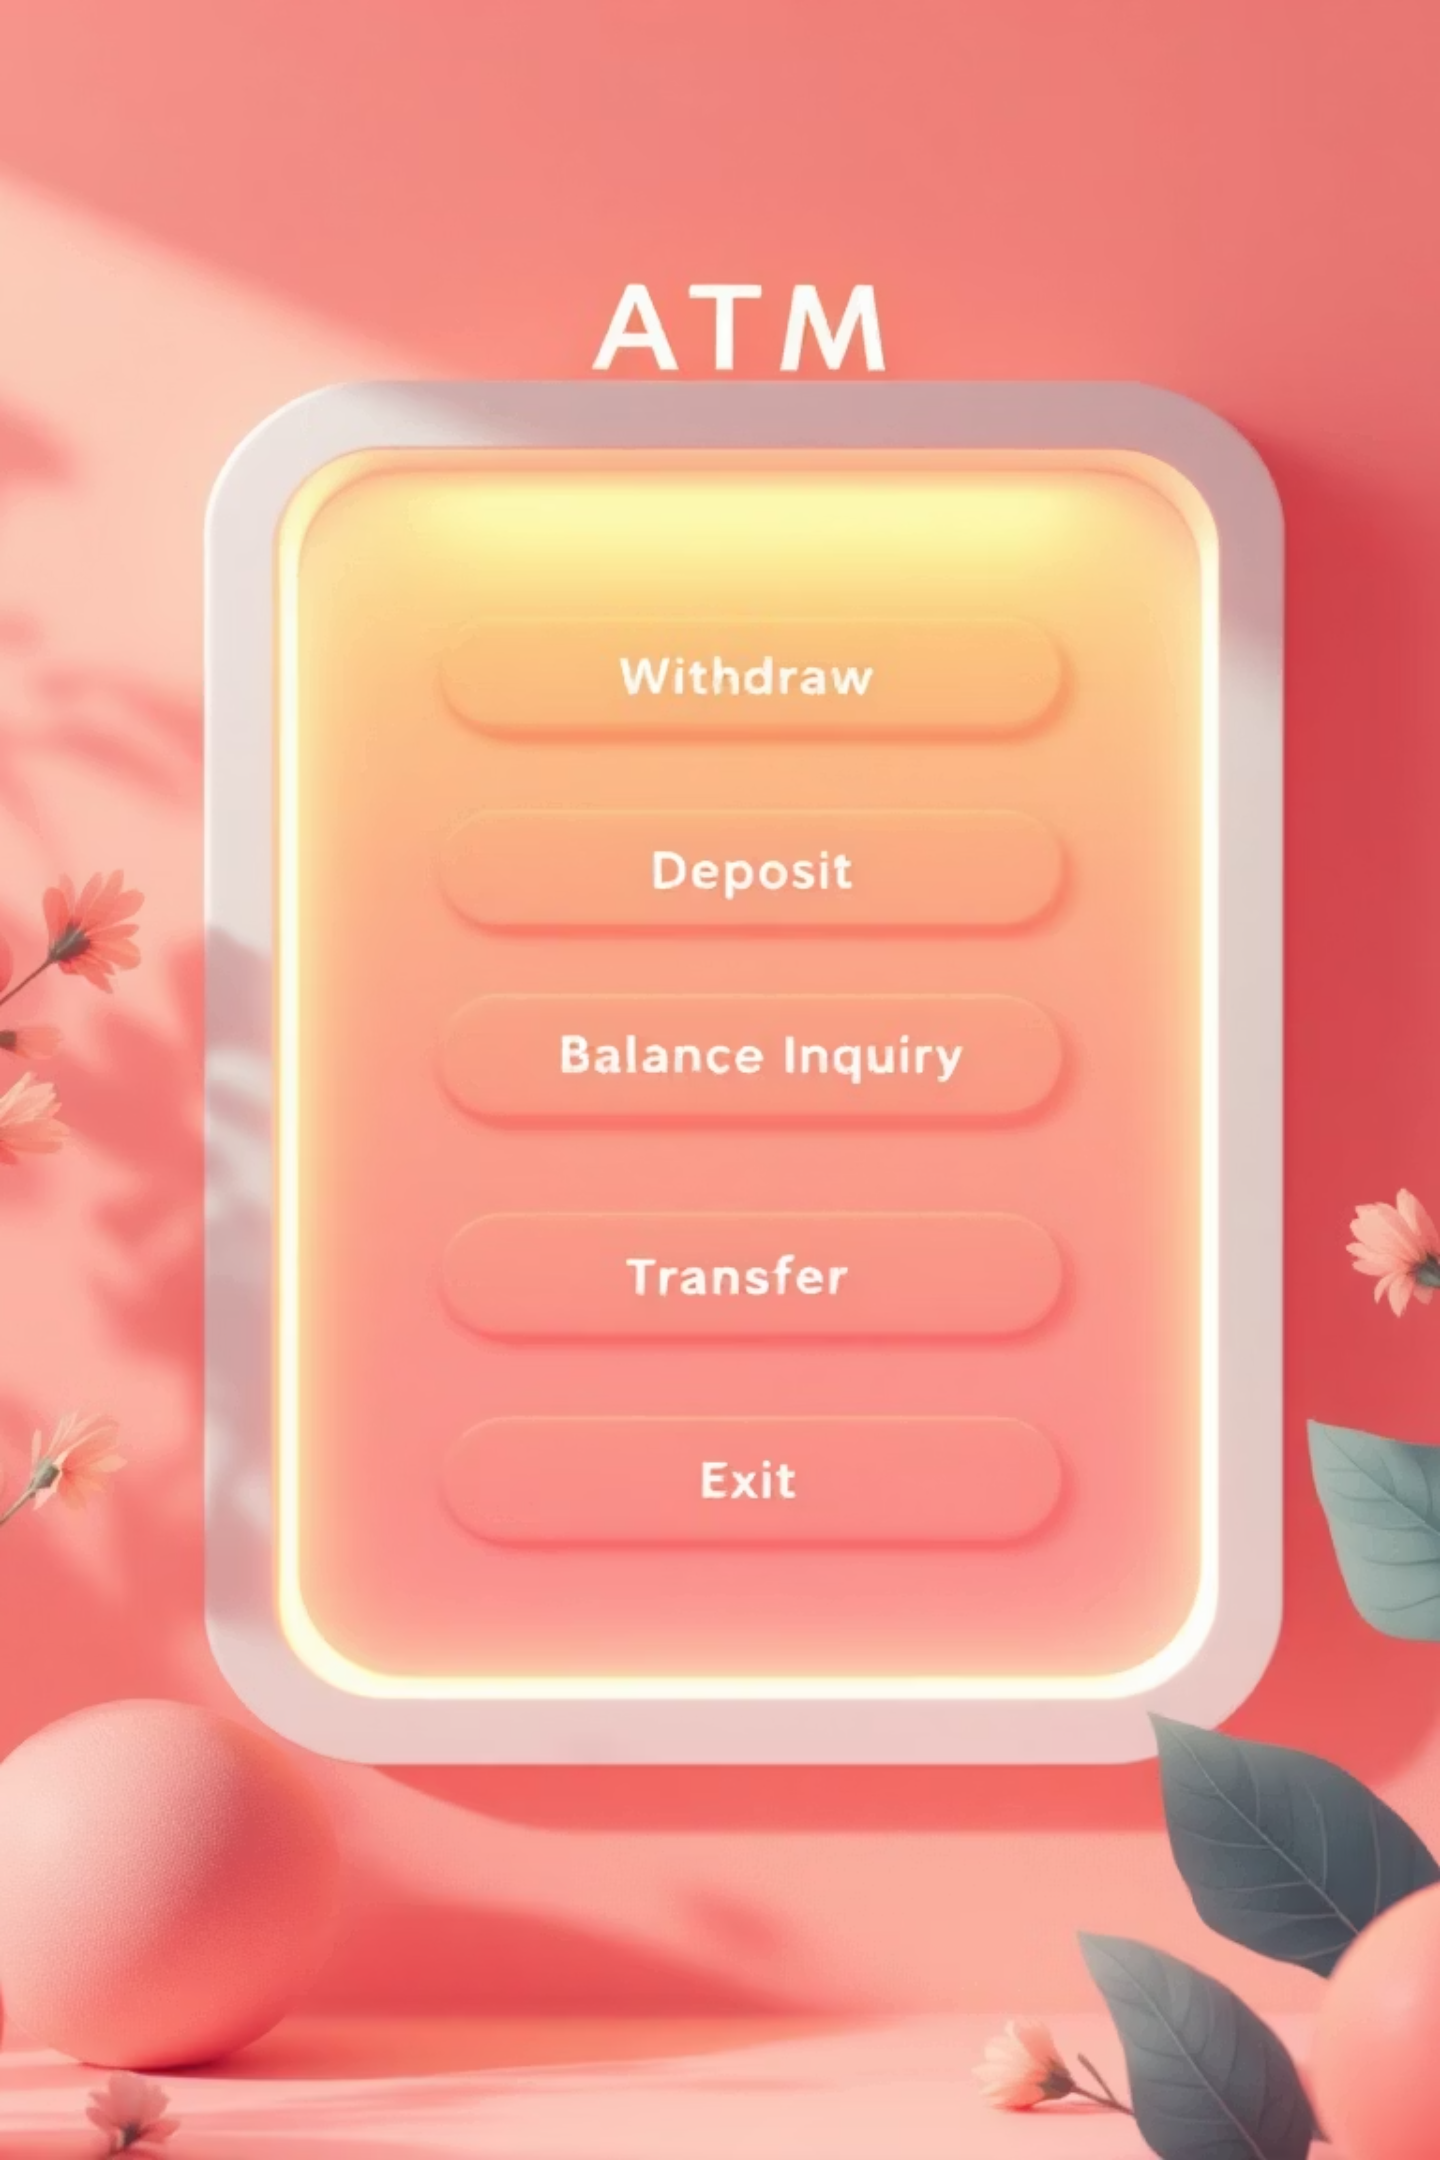 ATM
Withdraw
Deposit
Balance Inquiry
Transfer
Exit